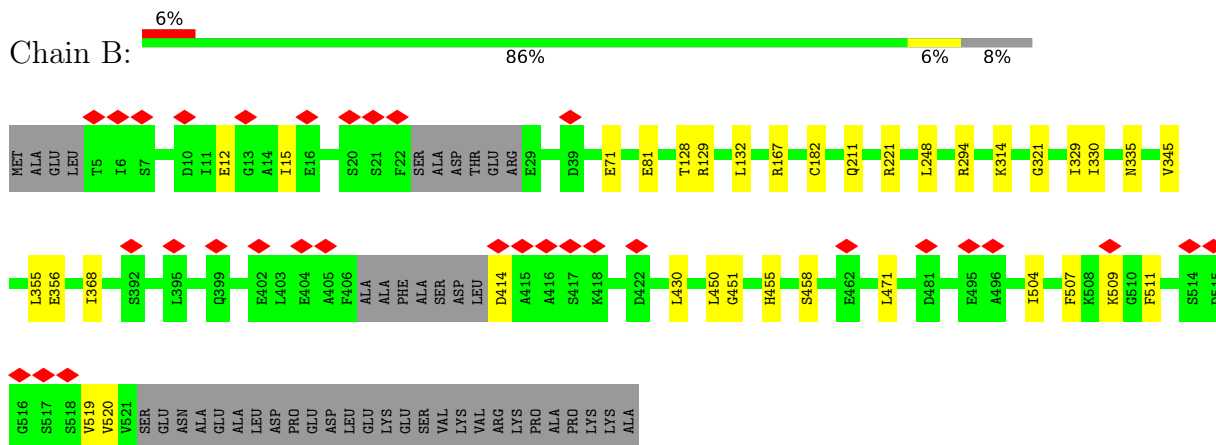 6%
Chain B:
86% 6% 8%
MET ALA GLU LEU T5 I6 S7 D10 I11 E12 G13 A14 I15 E16 S20 S21 F22 SER ALA ASP THR GLU ARG E29 D39 E71 E81 T128 R129 L132 R167 C182 Q211 R221 L248 R294 K314 G321 I329 I330 N335 V345
L355 E356 I368 S392 L395 Q399 E402 L403 E404 A405 F406 ALA ALA PHE ALA SER ASP LEU D414 A415 A416 S417 K418 D422 L430 L450 G451 H455 S458 E462 L471 D481 E495 A496 I504 F507 K508 K509 G510 F511 S514 D515
G516 S517 S518 V519 V520 V521 SER GLU ASN ALA GLU ALA LEU ASP PRO GLU ASP LEU GLU LYS GLU SER VAL LYS VAL ARG LYS PRO ALA PRO LYS LYS ALA